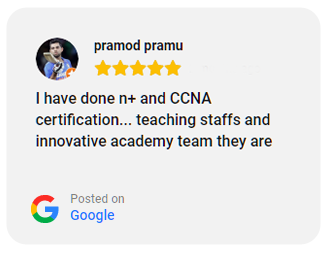 pramod pramu
I have done n+ and CCNA
certification... teaching staffs and
innovative academy team they are
Posted on
Google